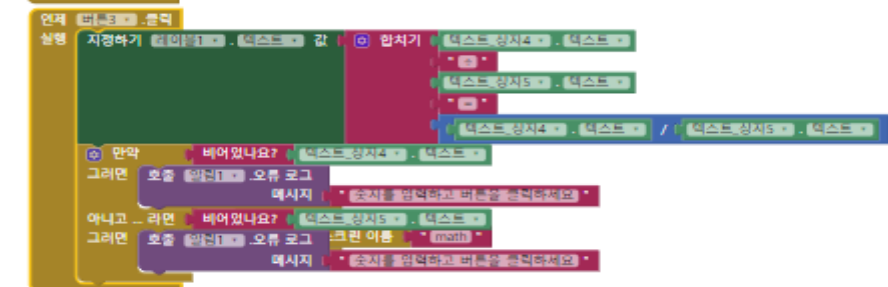 언제 버튼3 .클릭
실행 지정하기 레이블1 . 텍스트 값 합치기 텍스트_상자4 . 텍스트
" ÷ "
텍스트_상자5 . 텍스트
" = "
텍스트_상자4 . 텍스트 / 텍스트_상자5 . 텍스트
만약 비어있나요? 텍스트_상자4 . 텍스트
그러면 호출 알림1 .오류 로그
메시지 " 숫자를 입력하고 버튼을 클릭하세요 "
아니고 ... 라면 비어있나요? 텍스트_상자5 . 텍스트
그러면 호출 알림1 .오류 로그 크린 이름 " math "
메시지 " 숫자를 입력하고 버튼을 클릭하세요 "